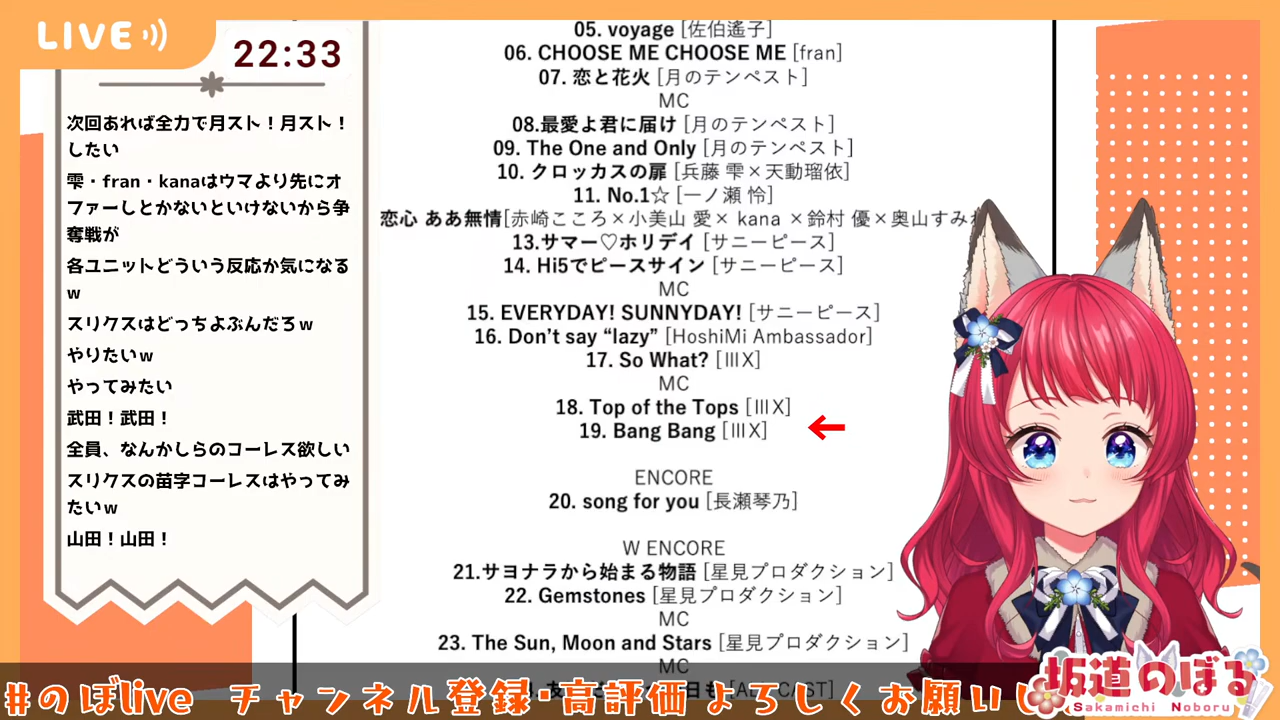 LIVE
22:33
次回あれば全力で月スト！月スト！
したい
雫・fran・kanaはウマより先にオ
ファーしとかないといけないから争
奪戦が
各ユニットどういう反応か気になる
w
スリクスはどっちよぶんだろw
やりたいw
やってみたい
武田！武田！
全員、なんかしらのコーレス欲しい
スリクスの苗字コーレスはやってみ
たいw
山田！山田！
05. voyage [佐伯遙子]
06. CHOOSE ME CHOOSE ME [fran]
07. 恋と花火 [月のテンペスト]
MC
08.最愛よ君に届け [月のテンペスト]
09. The One and Only [月のテンペスト]
10. クロッカスの扉 [兵藤 雫×天動瑠依]
11. No.1☆ [一ノ瀬 怜]
恋心 ああ無情[赤崎こころ×小美山 愛× kana ×鈴村 優×奥山すみ
13.サマー♡ホリデイ [サニーピース]
14. Hi5でピースサイン [サニーピース]
MC
15. EVERYDAY! SUNNYDAY! [サニーピース]
16. Don't say “lazy” [HoshiMi Ambassador]
17. So What? [ⅢX]
MC
18. Top of the Tops [ⅢX]
19. Bang Bang [ⅢX]
ENCORE
20. song for you [長瀬琴乃]
W ENCORE
21.サヨナラから始まる物語 [星見プロダクション]
22. Gemstones [星見プロダクション]
MC
23. The Sun, Moon and Stars [星見プロダクション]
MC
#のぼlive チャンネル登録・高評価よろしくお願いし
坂道のぼる
Sakamichi Noboru